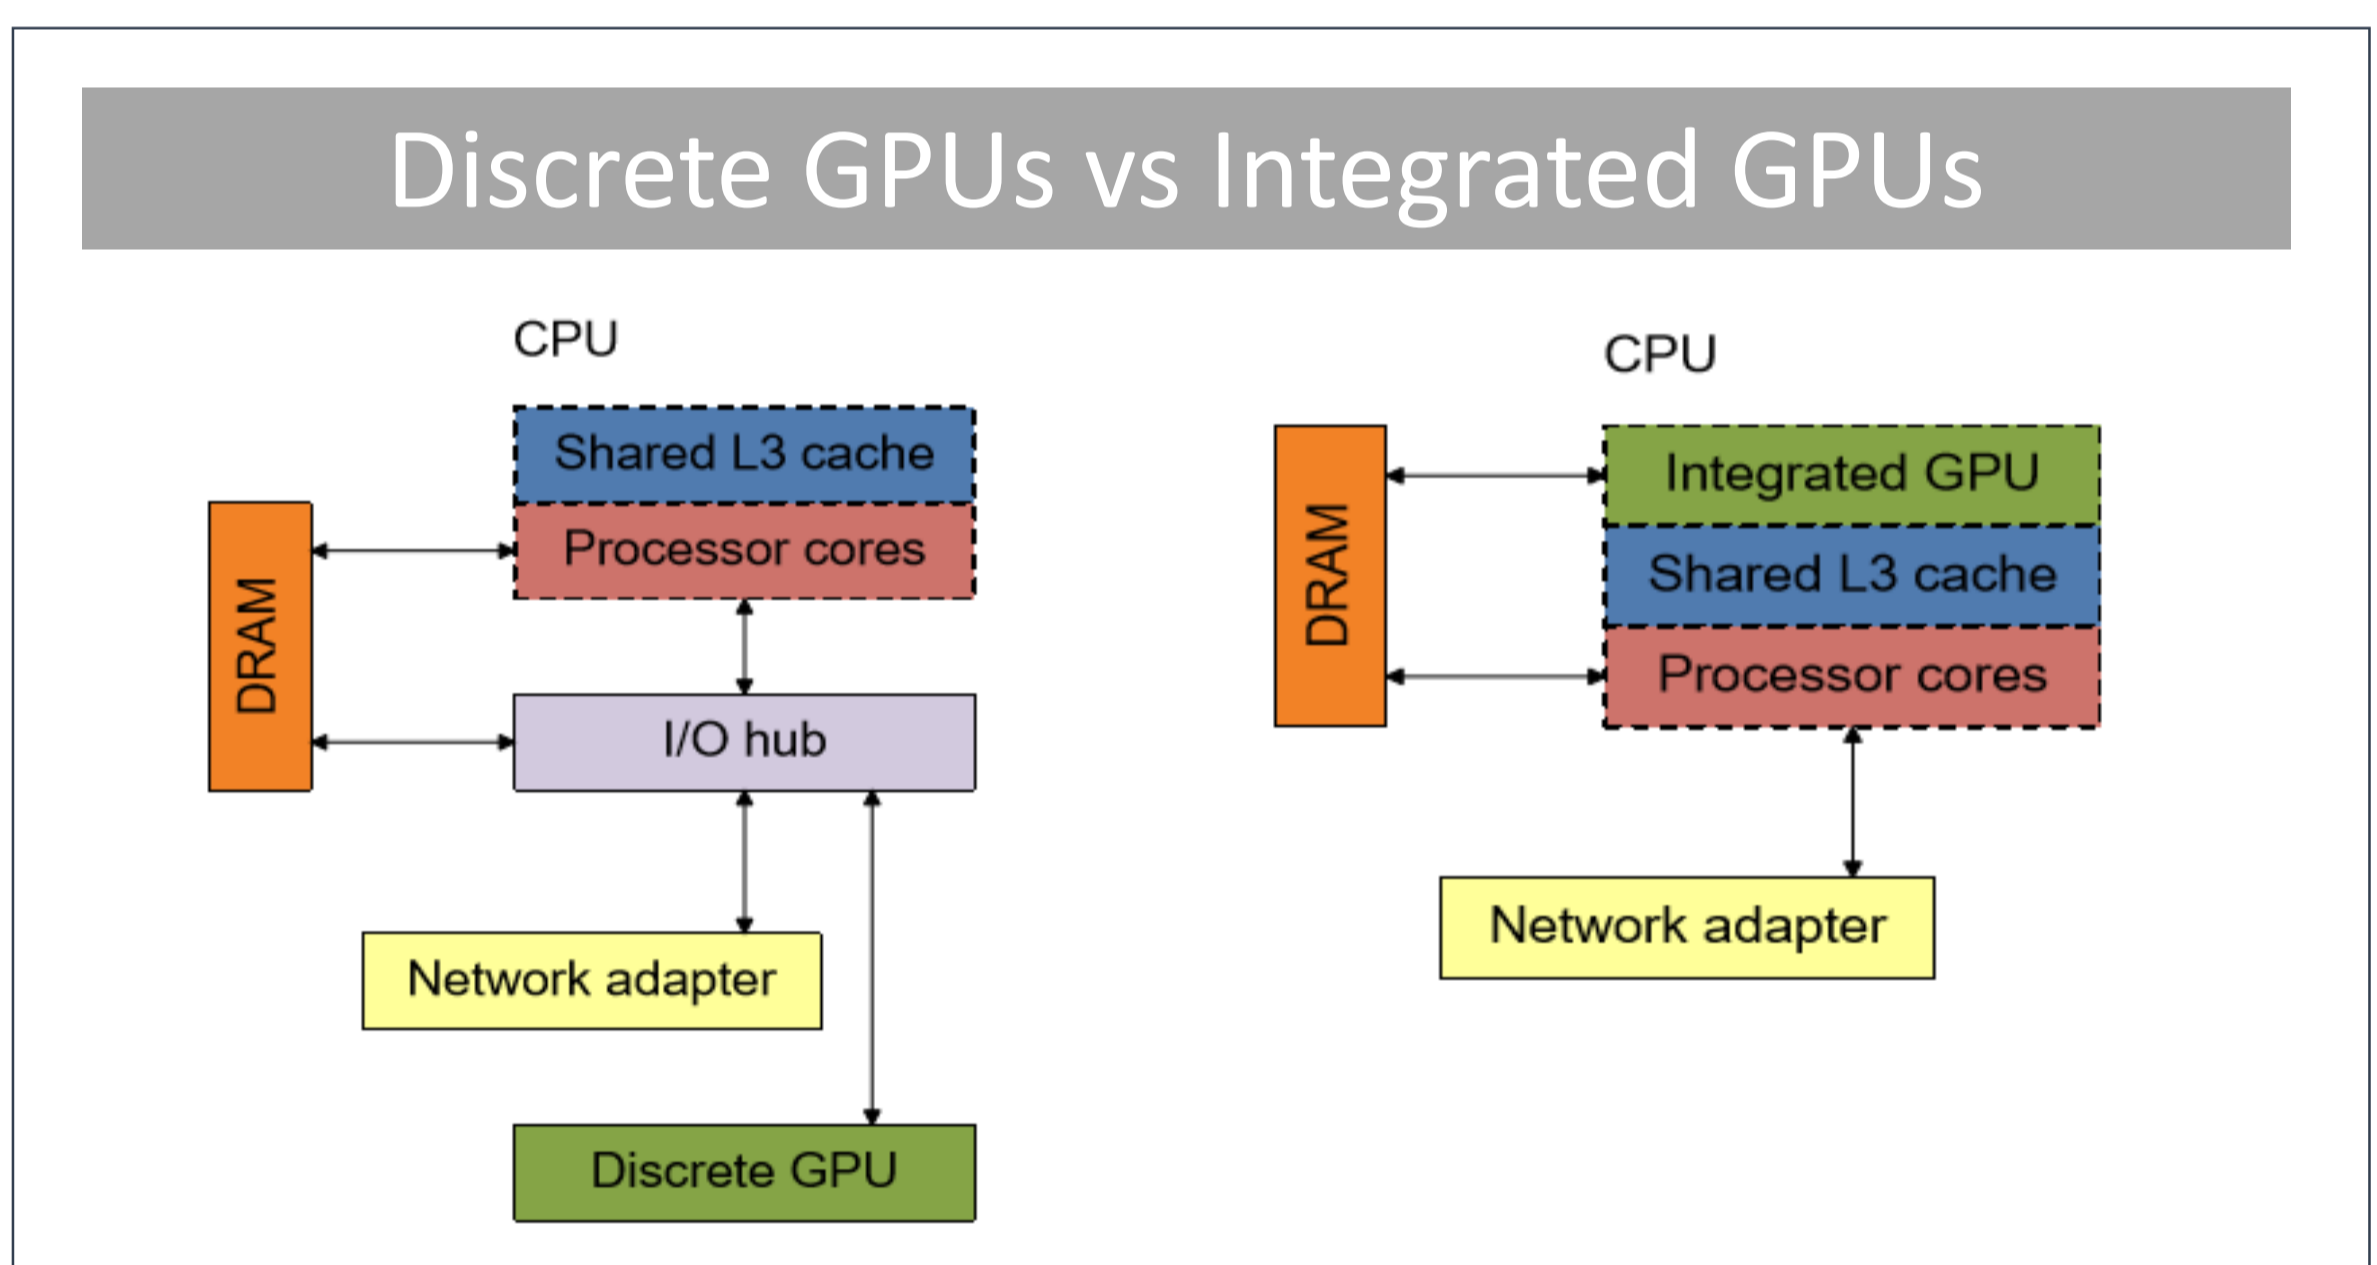 Discrete GPUs vs Integrated GPUs
CPU
Shared L3 cache
Processor cores
DRAM
I/O hub
Network adapter
Discrete GPU
CPU
Integrated GPU
Shared L3 cache
Processor cores
DRAM
Network adapter